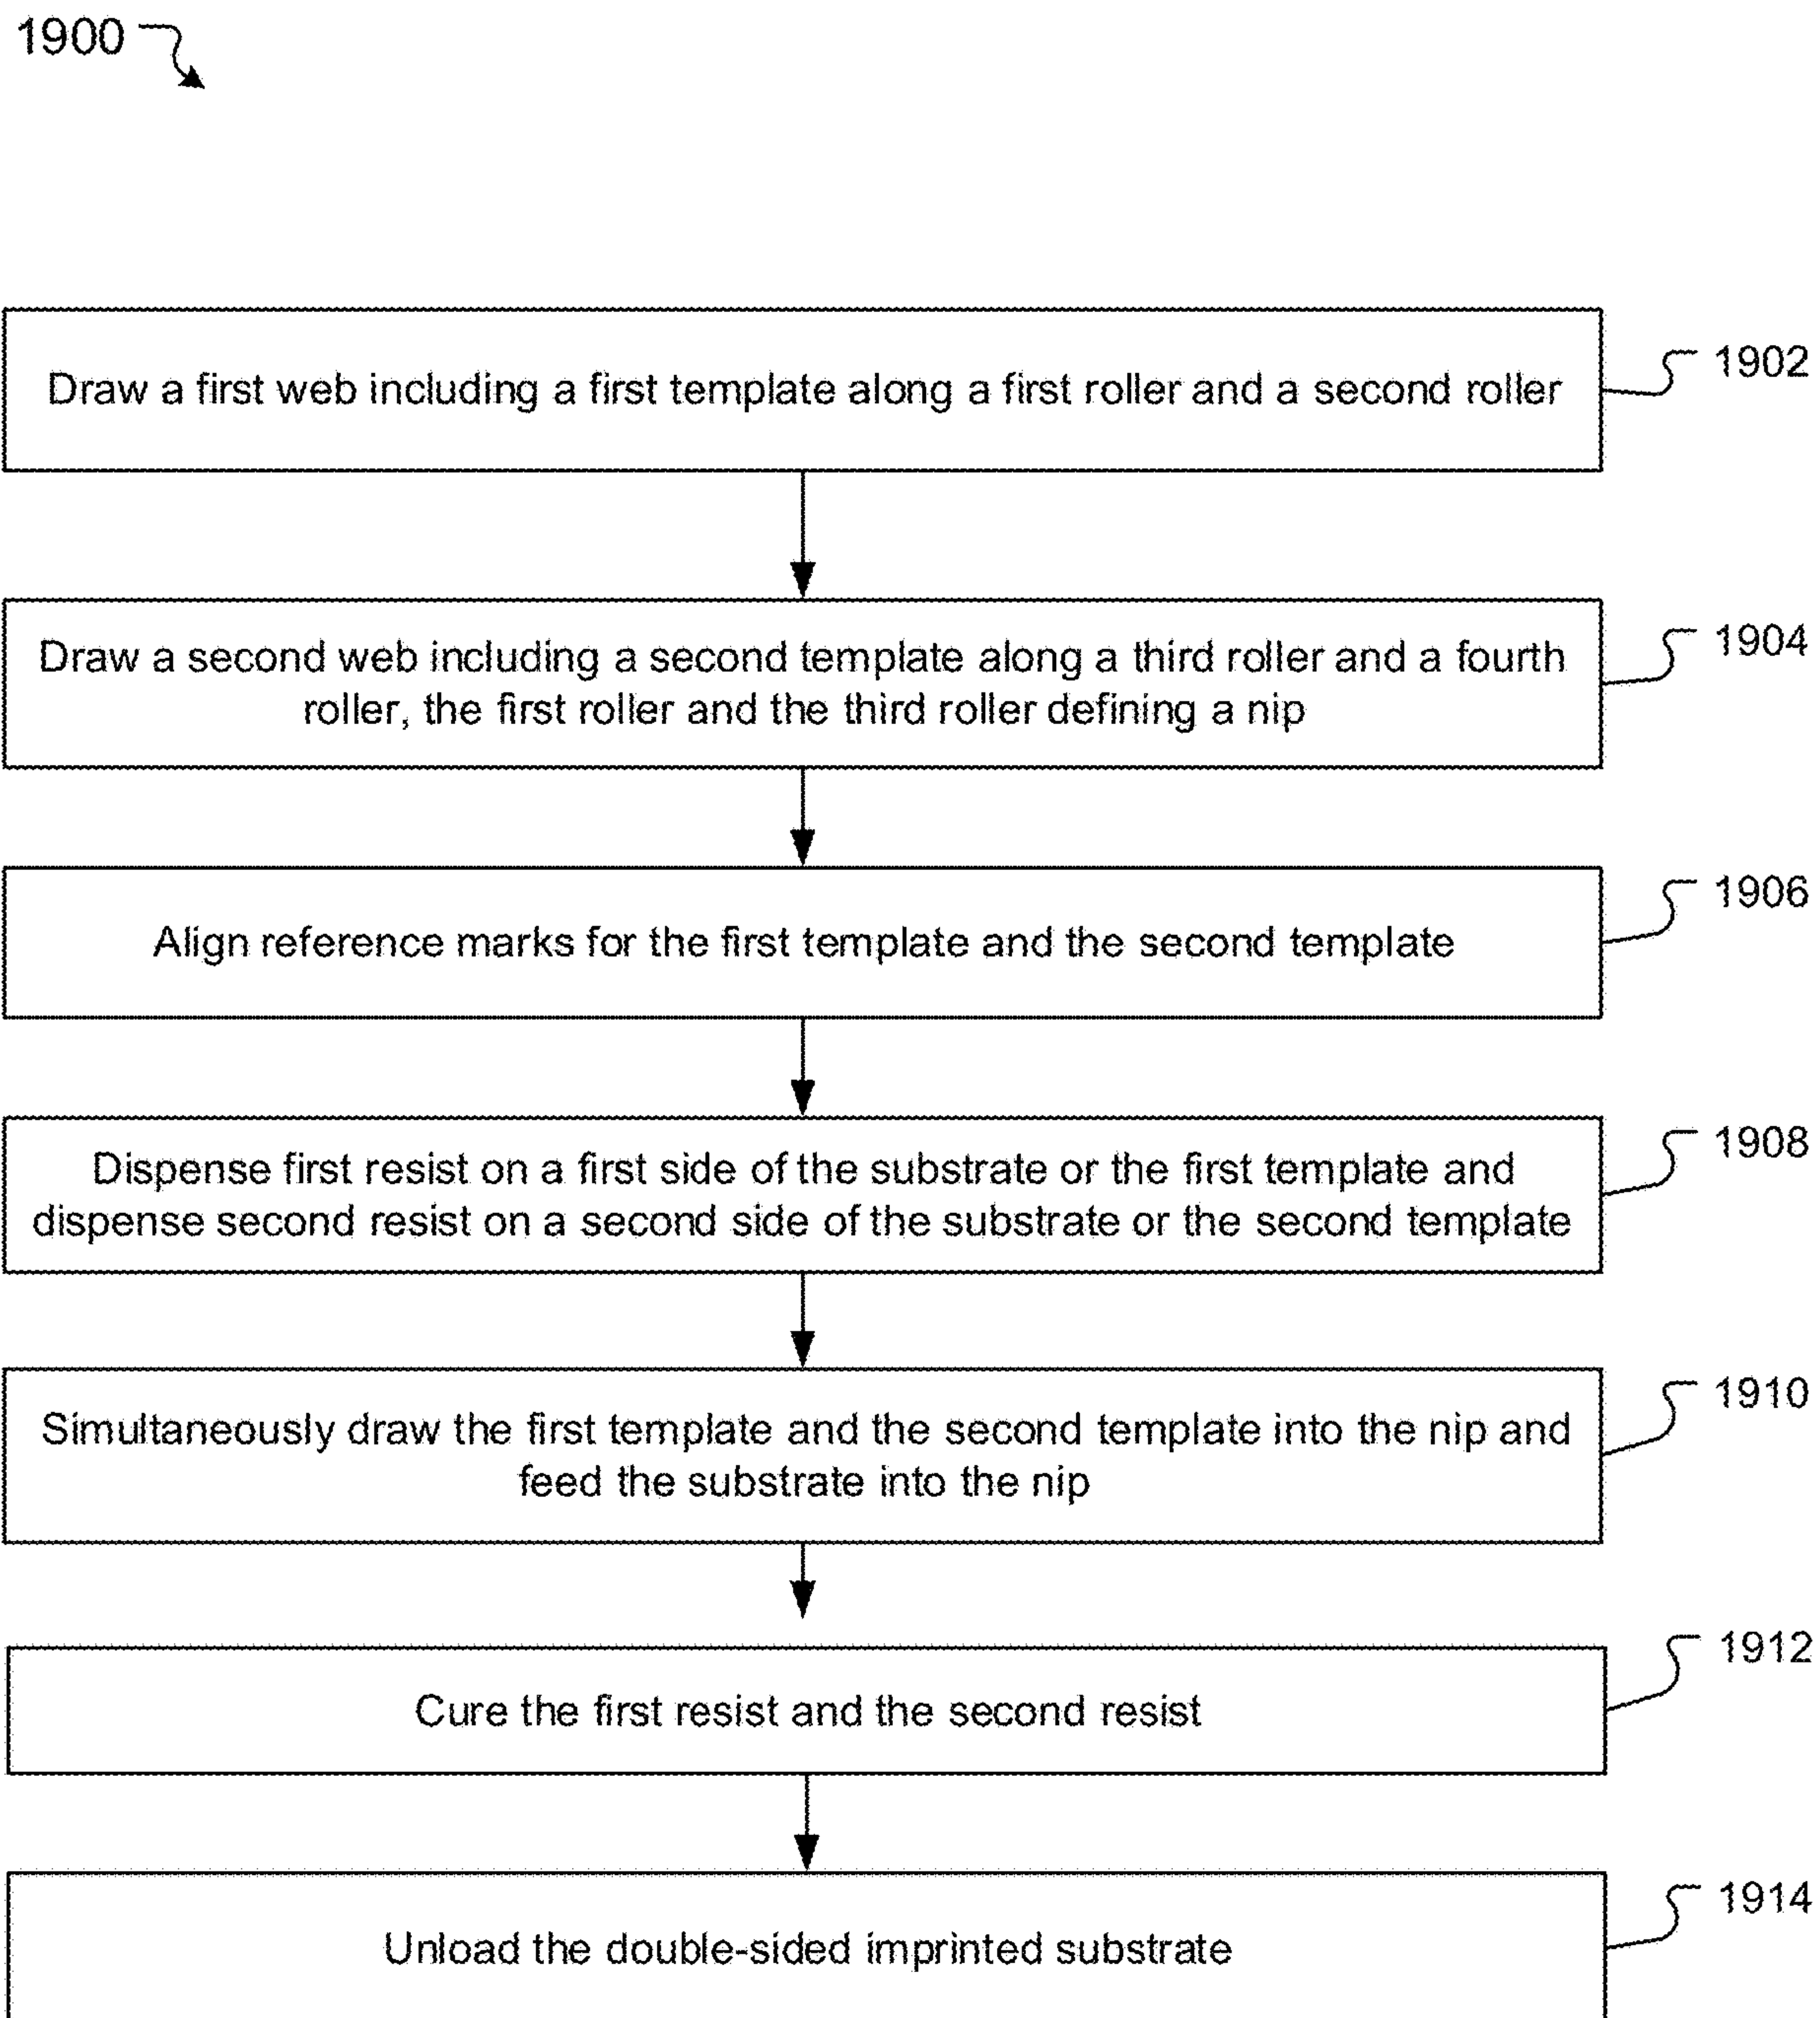 1900
Draw a first web including a first template along a first roller and a second roller
1902
Draw a second web including a second template along a third roller and a fourth
roller, the first roller and the third roller defining a nip
1904
Align reference marks for the first template and the second template
1906
Dispense first resist on a first side of the substrate or the first template and
dispense second resist on a second side of the substrate or the second template
1908
Simultaneously draw the first template and the second template into the nip and
feed the substrate into the nip
1910
Cure the first resist and the second resist
1912
Unload the double-sided imprinted substrate
1914